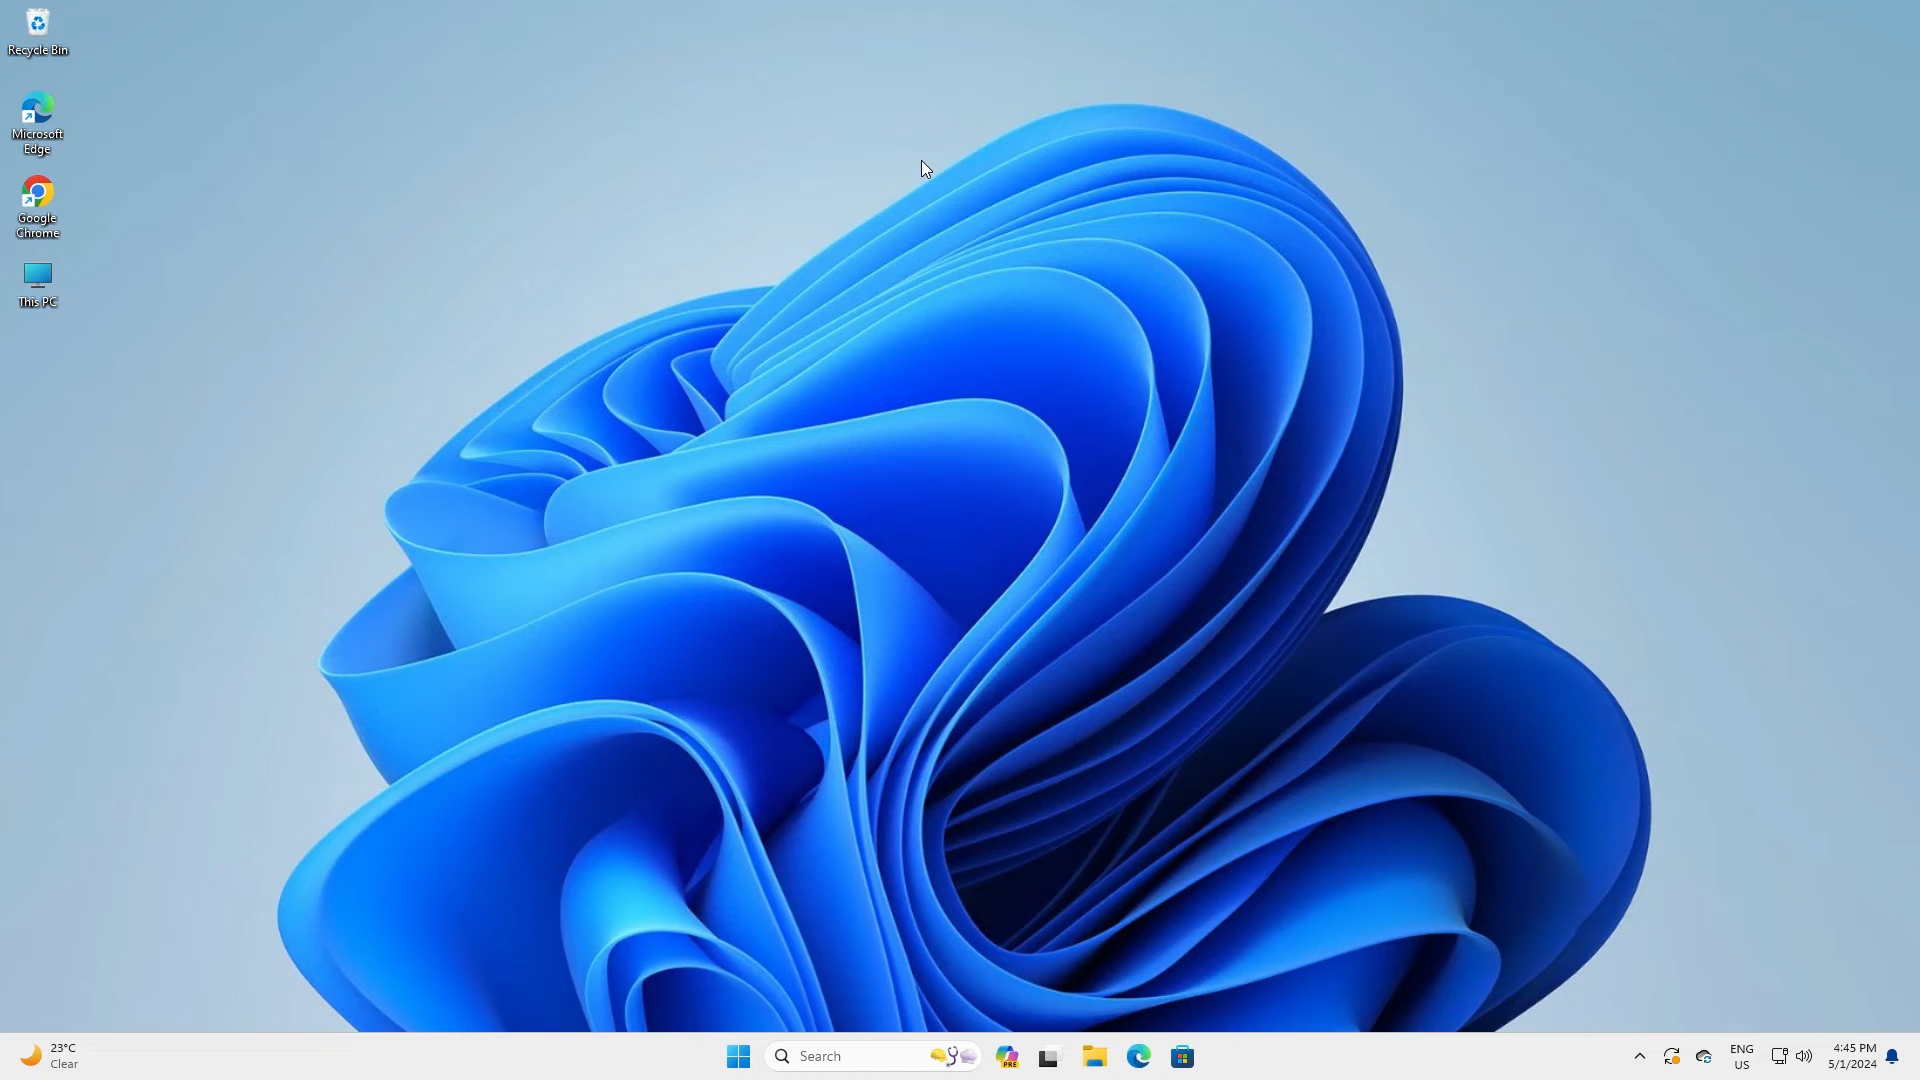 Recycle Bin
Microsoft
Edge
Google
Chrome
This PC
23°C
Clear
Search
PRE
ENG
US
4:45 PM
5/1/2024